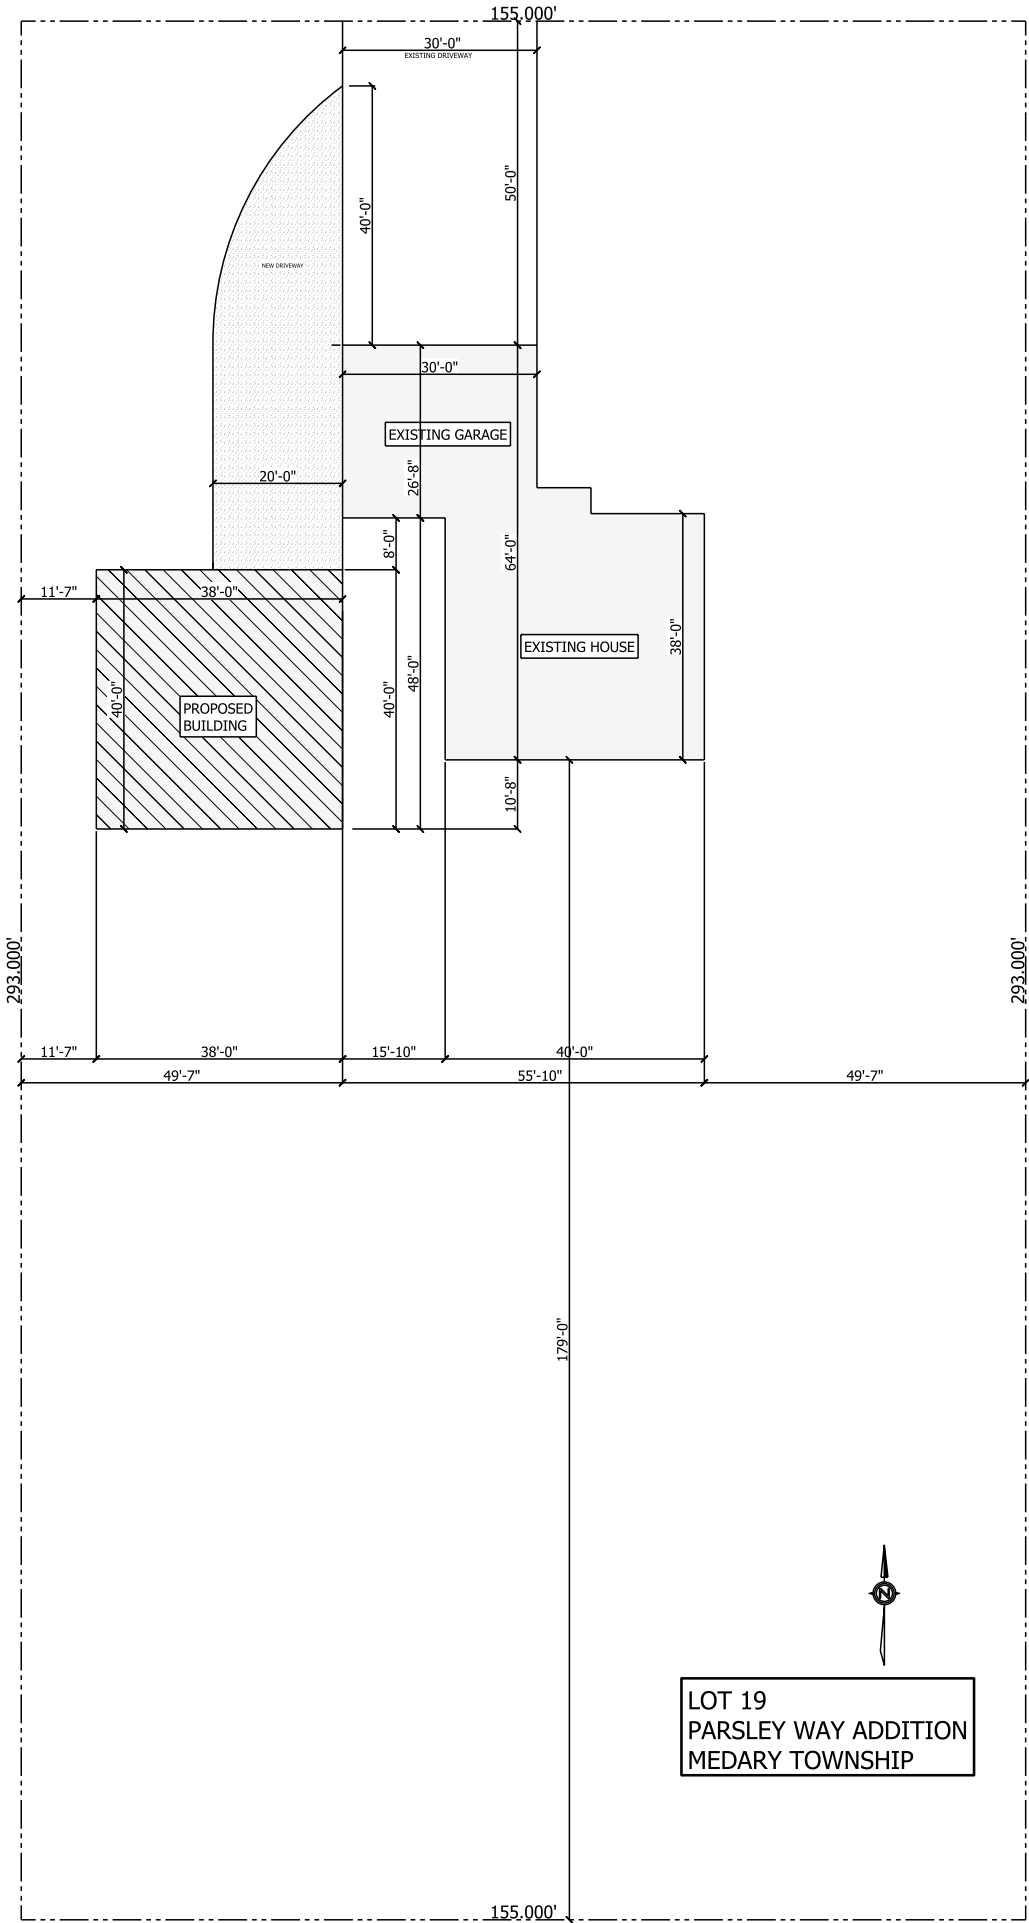 155.000'
30'-0"
EXISTING DRIVEWAY
50'-0"
40'-0"
NEW DRIVEWAY
30'-0"
EXISTING GARAGE
26'-8"
20'-0"
8'-0"
64'-0"
11'-7"
38'-0"
38'-0"
EXISTING HOUSE
48'-0"
40'-0"
40'-0"
PROPOSED
BUILDING
10'-8"
293.000'
293.000'
11'-7"
38'-0"
15'-10"
40'-0"
49'-7"
55'-10"
49'-7"
179'-0"
N
LOT 19
PARSLEY WAY ADDITION
MEDARY TOWNSHIP
155.000'